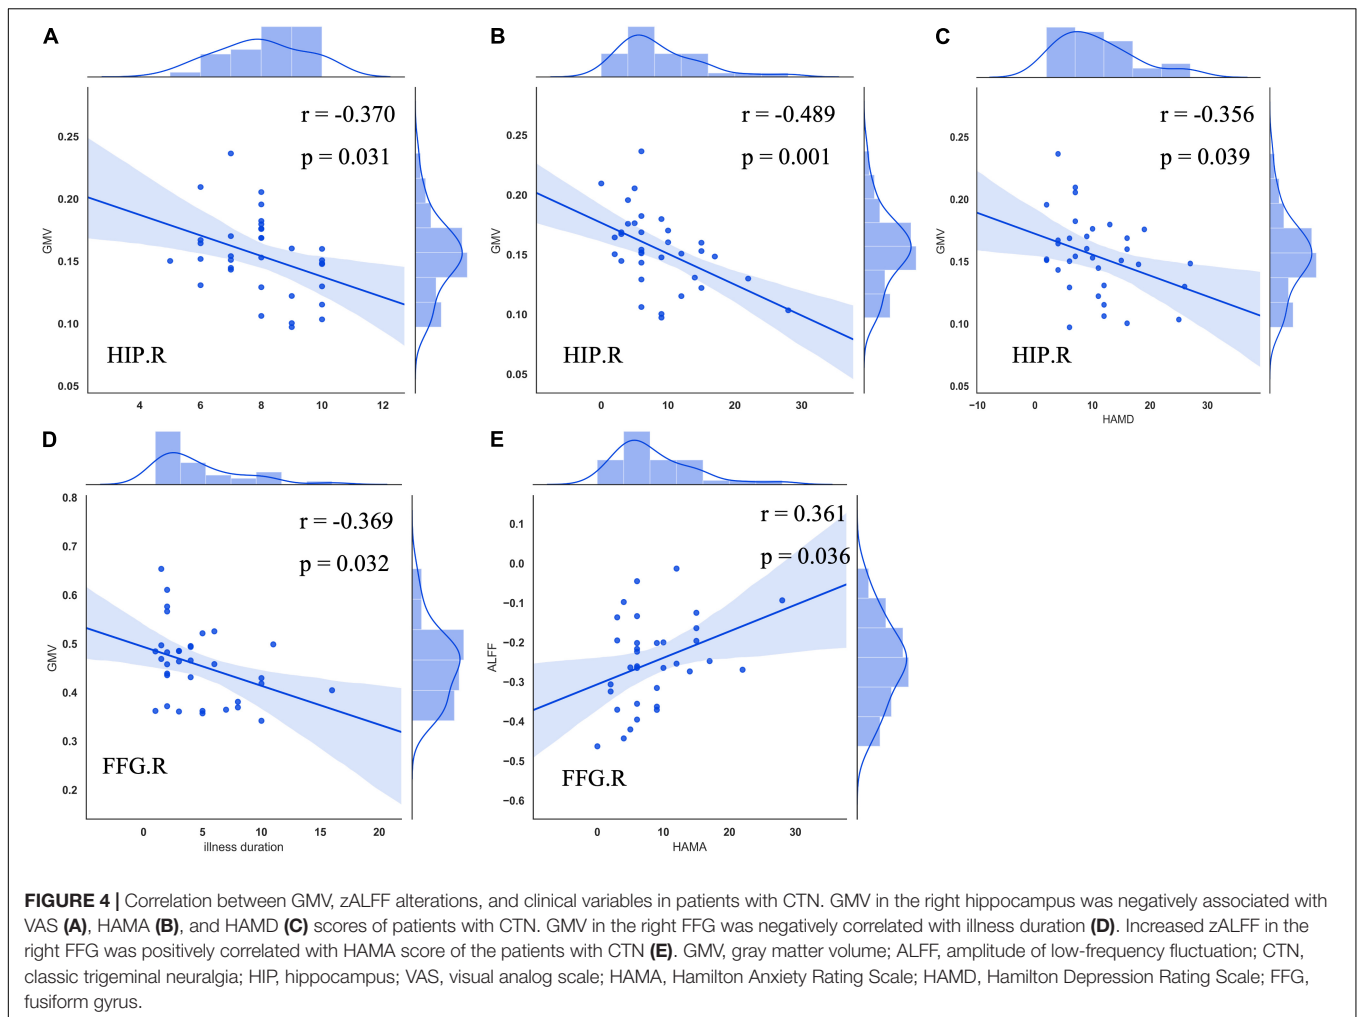 A
r = -0.370
p = 0.031
0.25
0.20
0.15
0.10
0.05
GMV
HIP.R
4 6 8 10 12
B
r = -0.489
p = 0.001
0.25
0.20
0.15
0.10
0.05
GMV
HIP.R
0 10 20 30
C
r = -0.356
p = 0.039
0.25
0.20
0.15
0.10
0.05
GMV
HIP.R
−10 0 10 20 30
HAMD
D
r = -0.369
p = 0.032
0.8
0.7
0.6
0.5
0.4
0.3
0.2
GMV
FFG.R
0 5 10 15 20
illness duration
E
r = 0.361
p = 0.036
0.1
0.0
−0.1
−0.2
−0.3
−0.4
−0.5
−0.6
ALFF
FFG.R
0 10 20 30
HAMA
FIGURE 4 | Correlation between GMV, zALFF alterations, and clinical variables in patients with CTN. GMV in the right hippocampus was negatively associated with
VAS (A), HAMA (B), and HAMD (C) scores of patients with CTN. GMV in the right FFG was negatively correlated with illness duration (D). Increased zALFF in the
right FFG was positively correlated with HAMA score of the patients with CTN (E). GMV, gray matter volume; ALFF, amplitude of low-frequency fluctuation; CTN,
classic trigeminal neuralgia; HIP, hippocampus; VAS, visual analog scale; HAMA, Hamilton Anxiety Rating Scale; HAMD, Hamilton Depression Rating Scale; FFG,
fusiform gyrus.